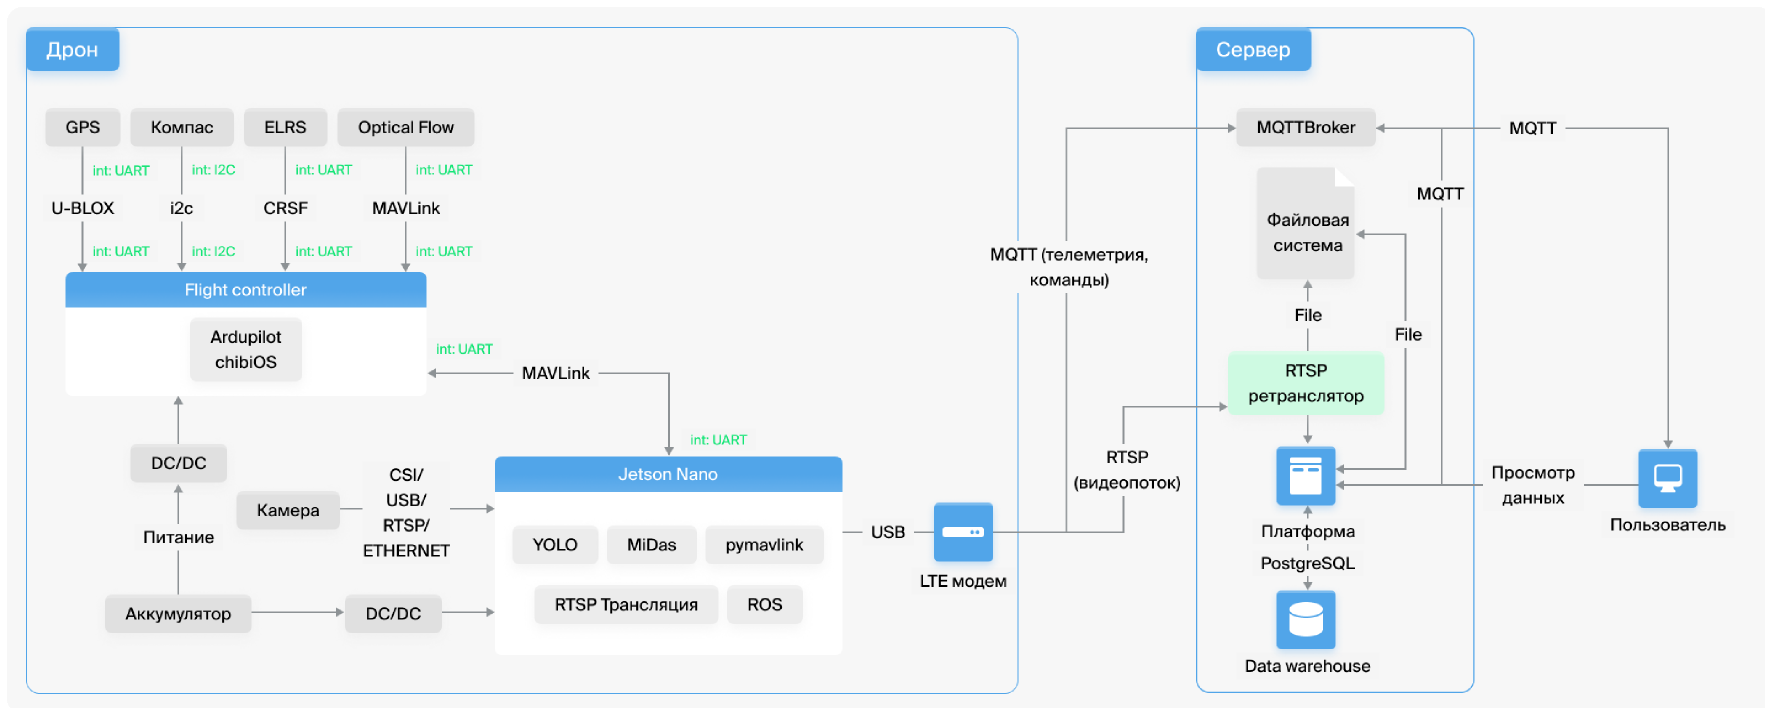 Дрон
GPS
Компас
ELRS
Optical Flow
int: UART
int: I2C
int: UART
int: UART
U-BLOX
i2c
CRSF
MAVLink
int: UART
int: I2C
int: UART
int: UART
Flight controller
Ardupilot
chibiOS
int: UART
MAVLink
int: UART
DC/DC
Питание
Аккумулятор
DC/DC
Камера
CSI/
USB/
RTSP/
ETHERNET
Jetson Nano
YOLO
MiDas
pymavlink
RTSP Трансляция
ROS
USB
LTE модем
MQTT (телеметрия,
команды)
RTSP
(видеопоток)
Сервер
MQTTBroker
MQTT
MQTT
Файловая
система
File
File
RTSP
ретранслятор
Платформа
PostgreSQL
Data warehouse
Просмотр
данных
Пользователь